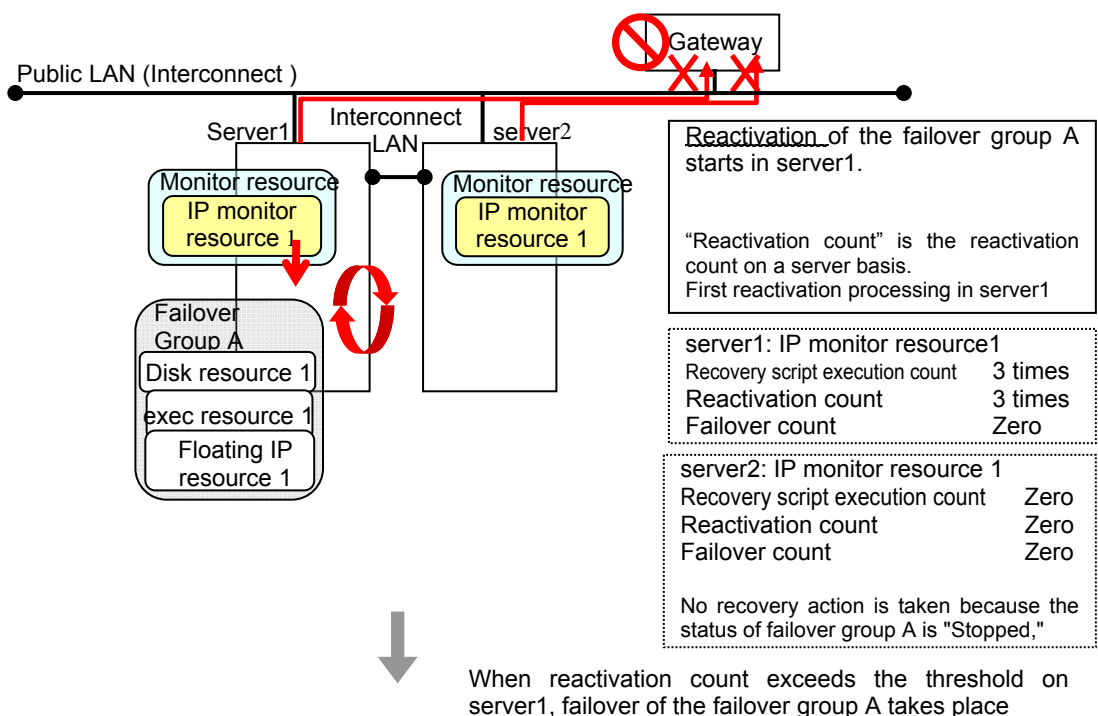 Gateway
Public LAN (Interconnect )
Server1
Interconnect
LAN
server2
Monitor resource
IP monitor
resource 1
Monitor resource
IP monitor
resource 1
Failover
Group A
Disk resource 1
exec resource 1
Floating IP
resource 1
Reactivation of the failover group A
starts in server1.
“Reactivation count” is the reactivation
count on a server basis.
First reactivation processing in server1
server1: IP monitor resource1
Recovery script execution count 3 times
Reactivation count 3 times
Failover count Zero
server2: IP monitor resource 1
Recovery script execution count Zero
Reactivation count Zero
Failover count Zero
No recovery action is taken because the
status of failover group A is "Stopped,"
When reactivation count exceeds the threshold on
server1, failover of the failover group A takes place